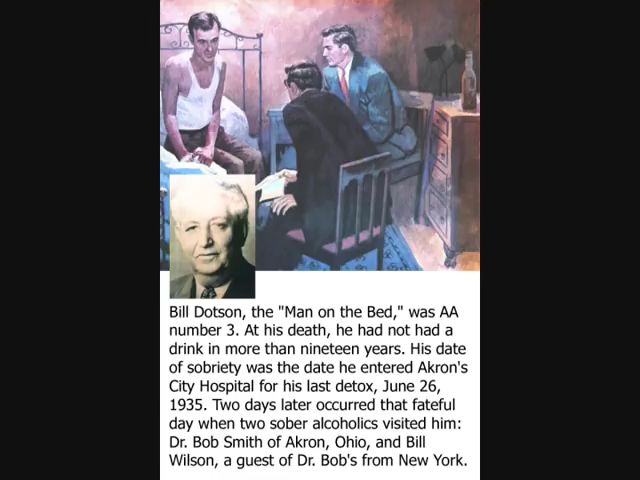 Bill Dotson, the "Man on the Bed," was AA
number 3. At his death, he had not had a
drink in more than nineteen years. His date
of sobriety was the date he entered Akron's
City Hospital for his last detox, June 26,
1935. Two days later occurred that fateful
day when two sober alcoholics visited him:
Dr. Bob Smith of Akron, Ohio, and Bill
Wilson, a guest of Dr. Bob's from New York.